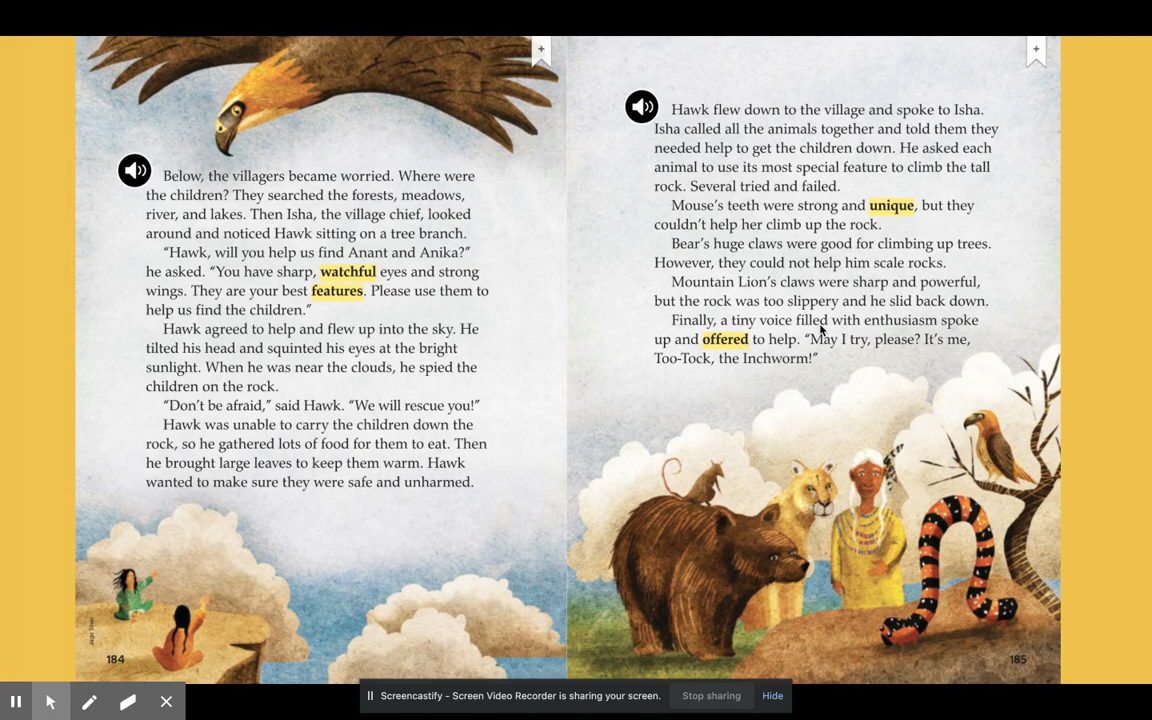 Below, the villagers became worried. Where were
the children? They searched the forests, meadows,
river, and lakes. Then Isha, the village chief, looked
around and noticed Hawk sitting on a tree branch.
“Hawk, will you help us find Anant and Anika?”
he asked. “You have sharp, watchful eyes and strong
wings. They are your best features. Please use them to
help us find the children.”
Hawk agreed to help and flew up into the sky. He
tilted his head and squinted his eyes at the bright
sunlight. When he was near the clouds, he spied the
children on the rock.
“Don’t be afraid,” said Hawk. “We will rescue you!”
Hawk was unable to carry the children down the
rock, so he gathered lots of food for them to eat. Then
he brought large leaves to keep them warm. Hawk
wanted to make sure they were safe and unharmed.
184
Hawk flew down to the village and spoke to Isha.
Isha called all the animals together and told them they
needed help to get the children down. He asked each
animal to use its most special feature to climb the tall
rock. Several tried and failed.
Mouse’s teeth were strong and unique, but they
couldn’t help her climb up the rock.
Bear’s huge claws were good for climbing up trees.
However, they could not help him scale rocks.
Mountain Lion’s claws were sharp and powerful,
but the rock was too slippery and he slid back down.
Finally, a tiny voice filled with enthusiasm spoke
up and offered to help. “May I try, please? It’s me,
Too-Tock, the Inchworm!”
185
Screencastify - Screen Video Recorder is sharing your screen.
Stop sharing
Hide